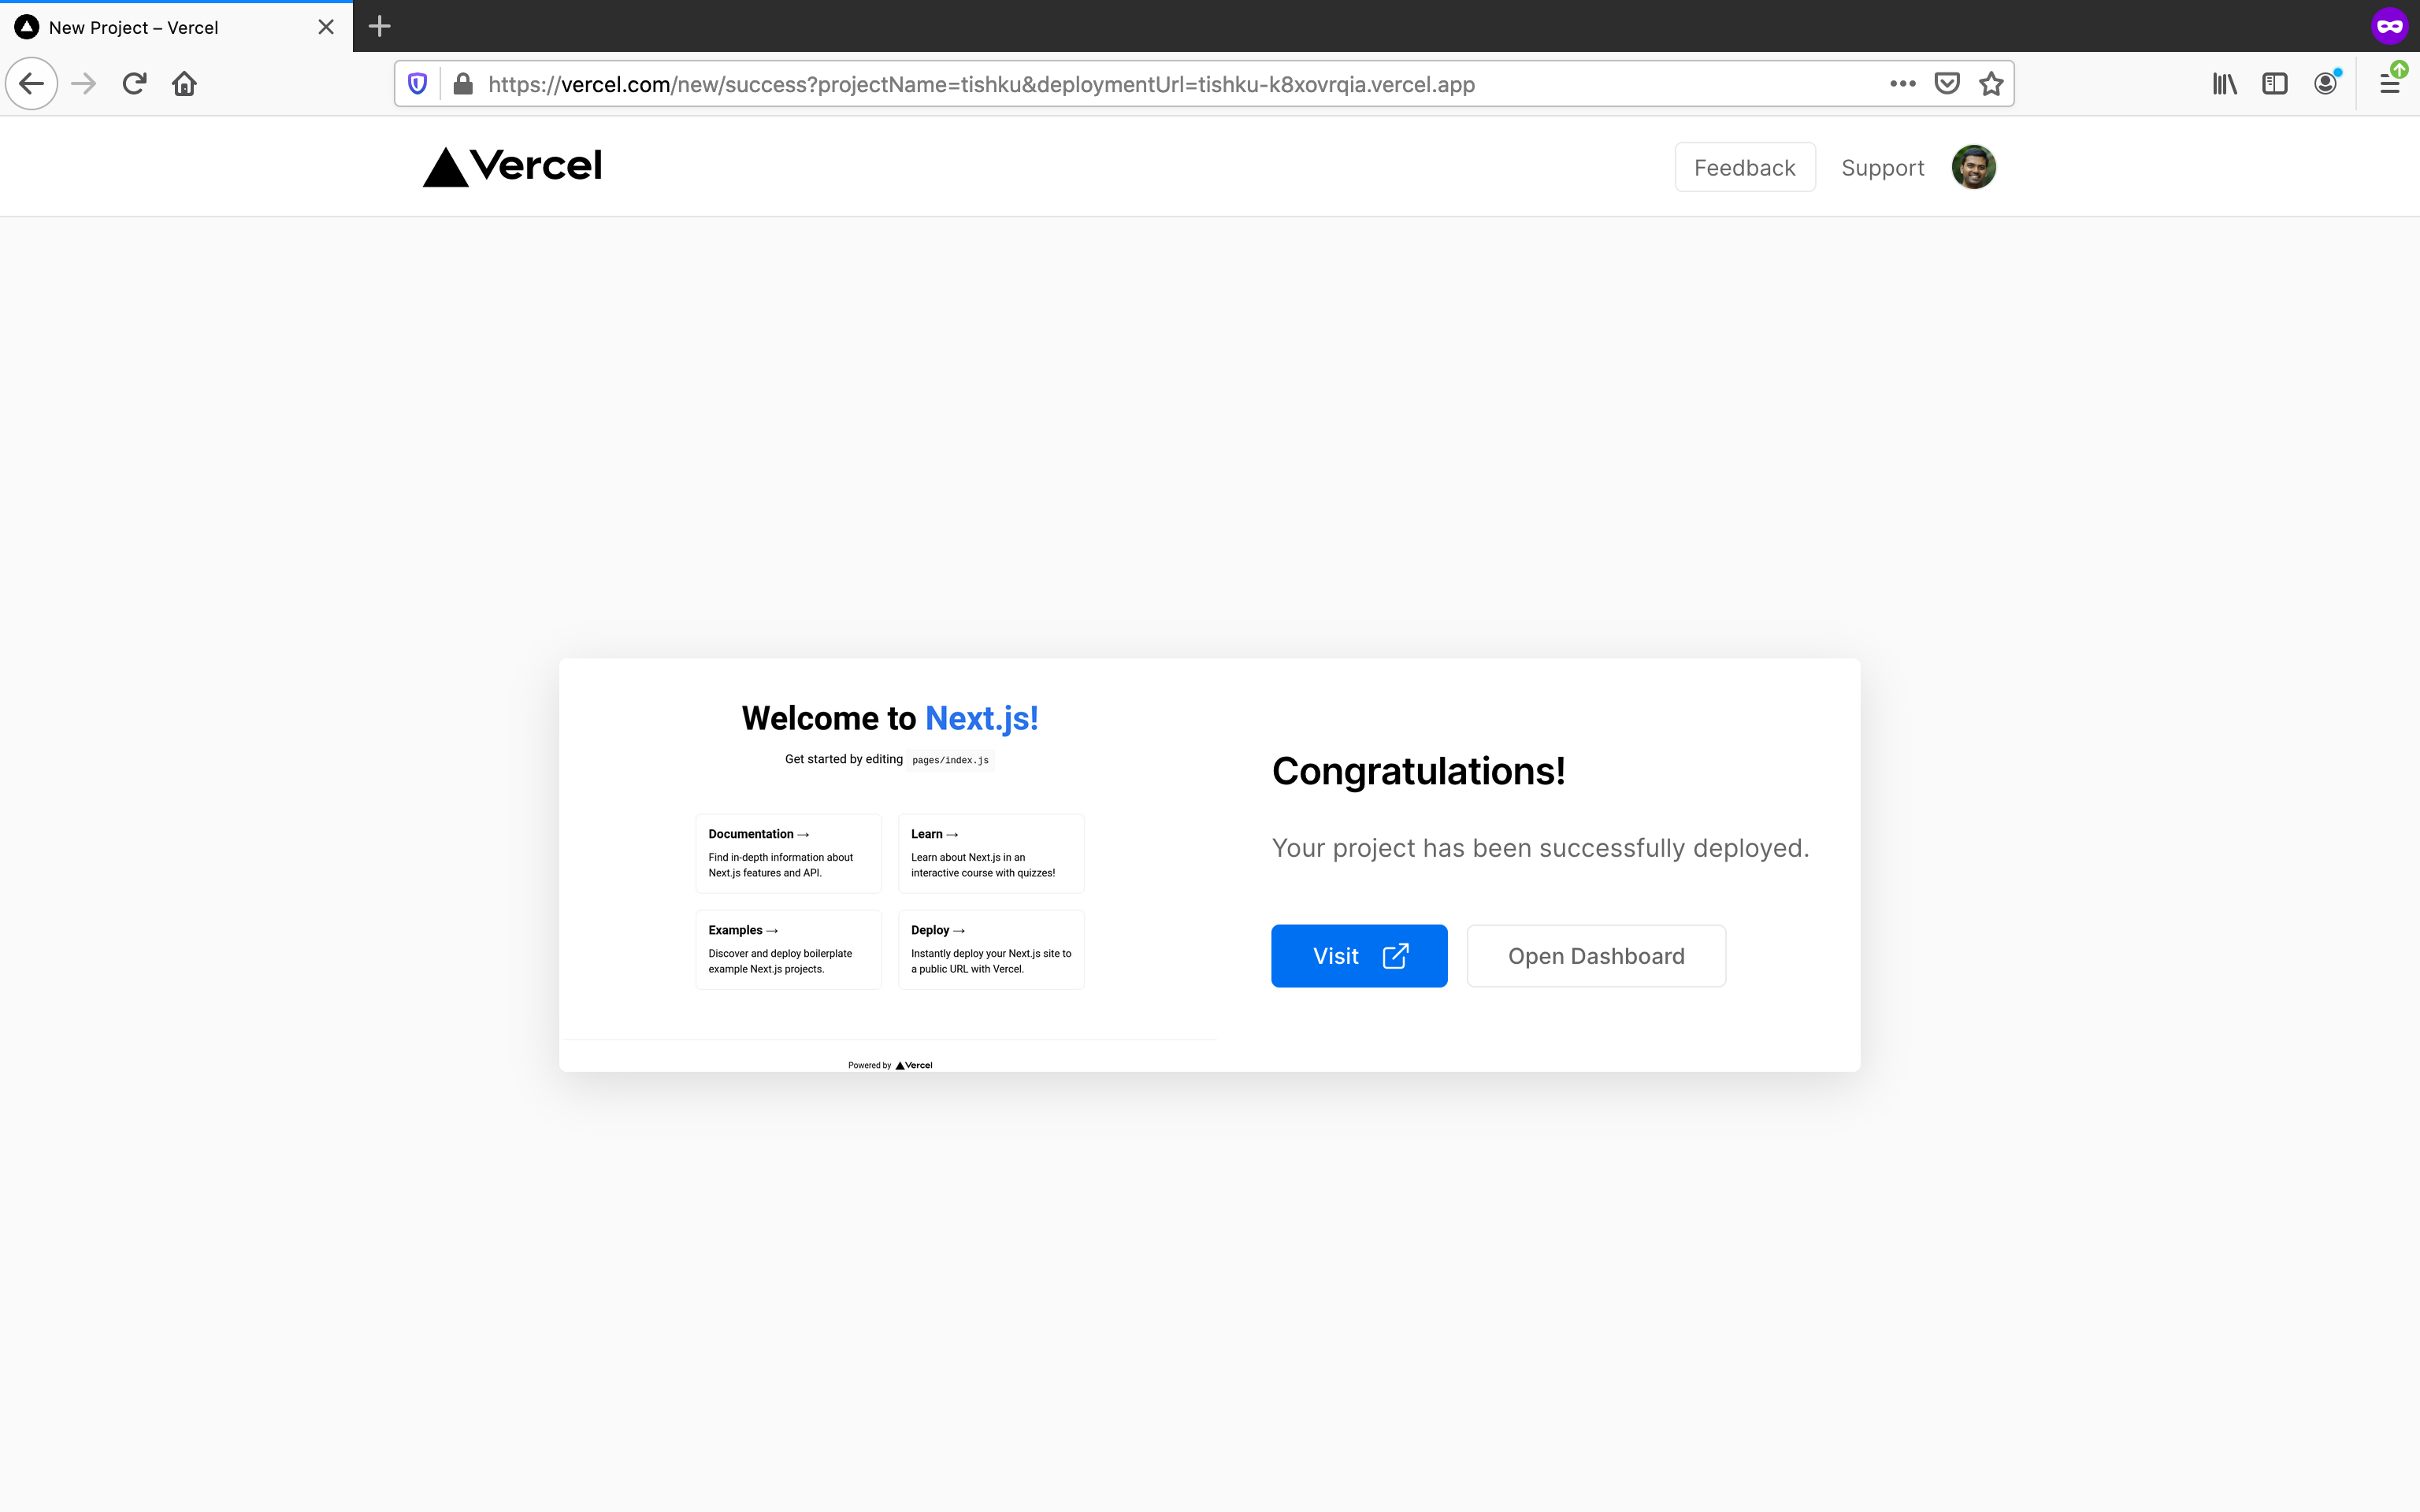 New Project – Vercel
https://vercel.com/new/success?projectName=tishku&deploymentUrl=tishku-k8xovrqia.vercel.app
Vercel
Feedback
Support
Welcome to Next.js!
Get started by editing pages/index.js
Documentation →
Find in-depth information about
Next.js features and API.
Learn →
Learn about Next.js in an
interactive course with quizzes!
Examples →
Discover and deploy boilerplate
example Next.js projects.
Deploy →
Instantly deploy your Next.js site to
a public URL with Vercel.
Powered by Vercel
Congratulations!
Your project has been successfully deployed.
Visit
Open Dashboard